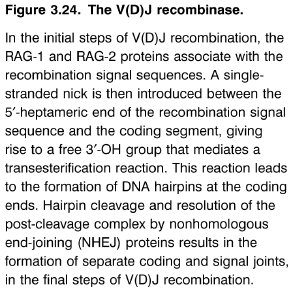 Figure 3.24. The V(D)J recombinase.
In the initial steps of V(D)J recombination, the
RAG-1 and RAG-2 proteins associate with the
recombination signal sequences. A single-
stranded nick is then introduced between the
5′-heptameric end of the recombination signal
sequence and the coding segment, giving
rise to a free 3′-OH group that mediates a
transesterification reaction. This reaction leads
to the formation of DNA hairpins at the coding
ends. Hairpin cleavage and resolution of the
post-cleavage complex by nonhomologous
end-joining (NHEJ) proteins results in the
formation of separate coding and signal joints,
in the final steps of V(D)J recombination.